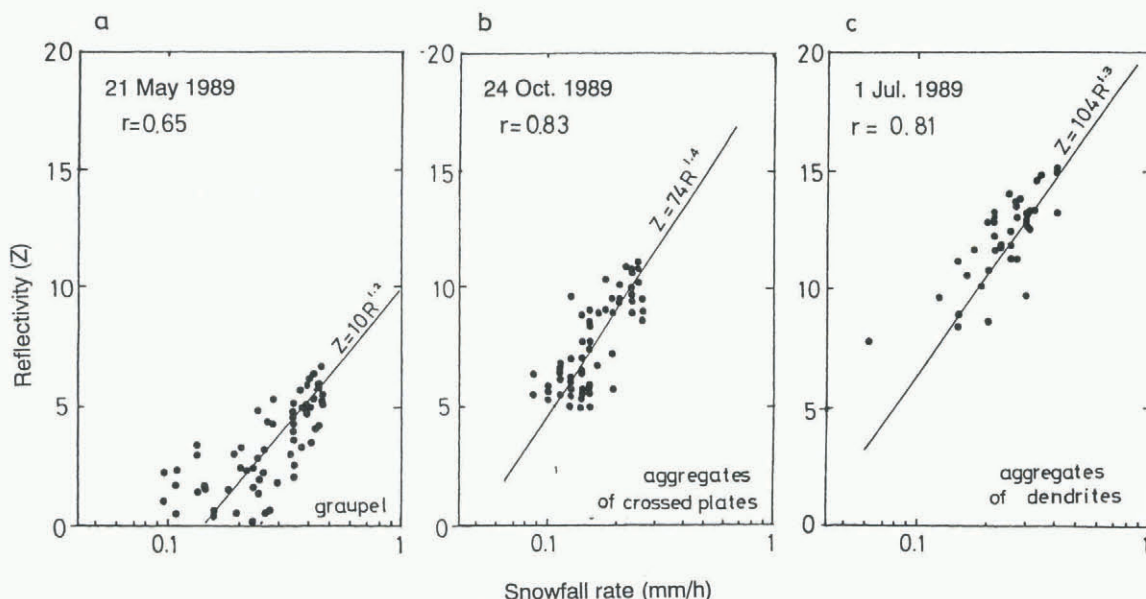 a
20
21 May 1989
r=0.65
15
10
5
0
Z=10R^1.3
graupel
0.1
1
b
20
24 Oct. 1989
r=0.83
15
10
5
0
Z=74R^1.4
aggregates
of crossed plates
0.1
1
c
20
1 Jul. 1989
r = 0.81
15
10
5
0
Z=104R^1.3
aggregates
of dendrites
0.1
1
Reflectivity (Z)
Snowfall rate (mm/h)